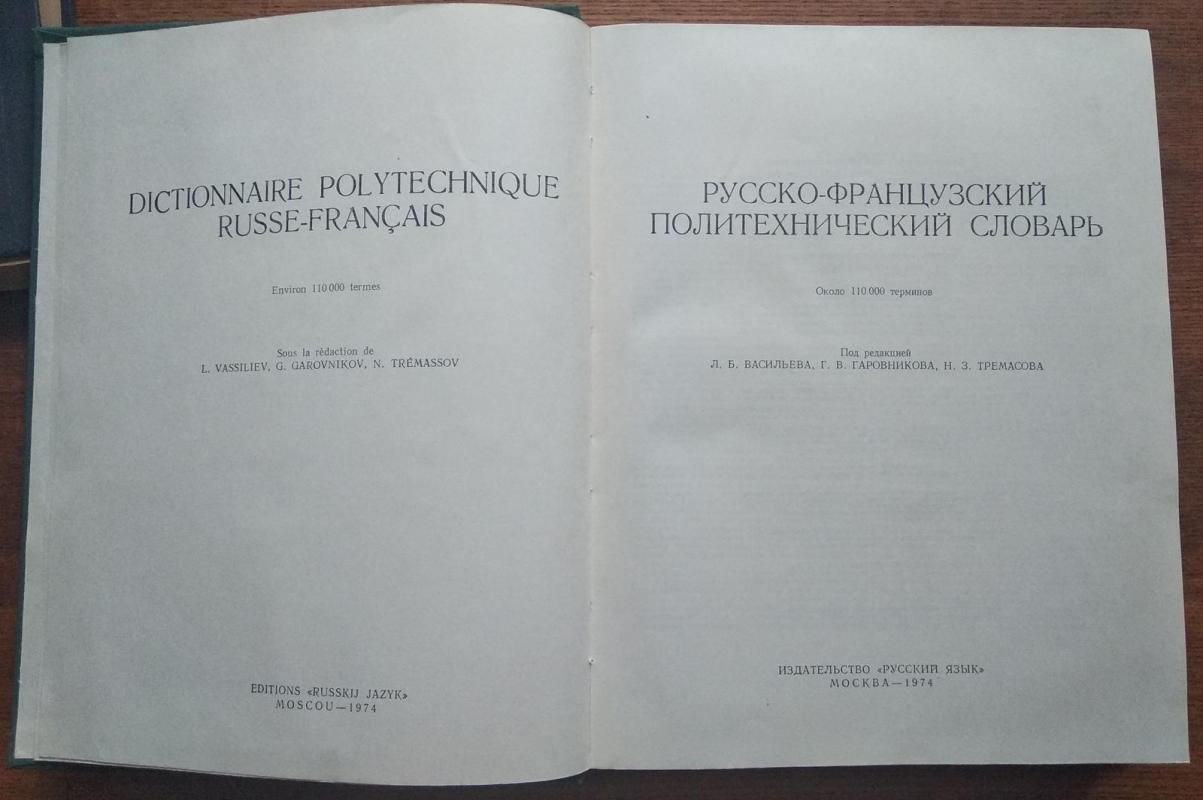 DICTIONNAIRE POLYTECHNIQUE
RUSSE-FRANÇAIS
Environ 110 000 termes
Sous la rédaction de
L. VASSILIEV, G. GAROVNIKOV, N. TRÉMASSOV
EDITIONS «RUSSKIJ JAZYK»
MOSCOU—1974
РУССКО-ФРАНЦУЗСКИЙ
ПОЛИТЕХНИЧЕСКИЙ СЛОВАРЬ
Около 110 000 терминов
Под редакцией
Л. Б. ВАСИЛЬЕВА, Г. В. ГАРОВНИКОВА, Н. З. ТРЕМАСОВА
ИЗДАТЕЛЬСТВО «РУССКИЙ ЯЗЫК»
МОСКВА—1974